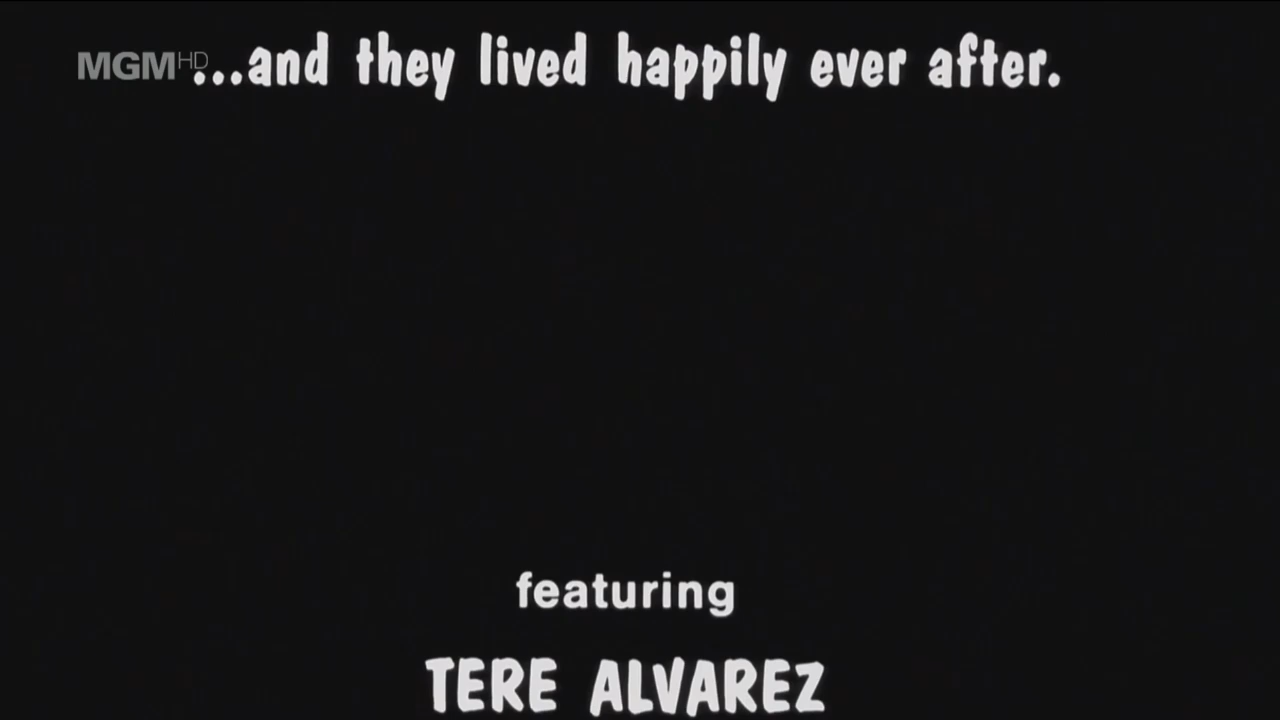 MGM HD
...and they lived happily ever after.
featuring
TERE ALVAREZ